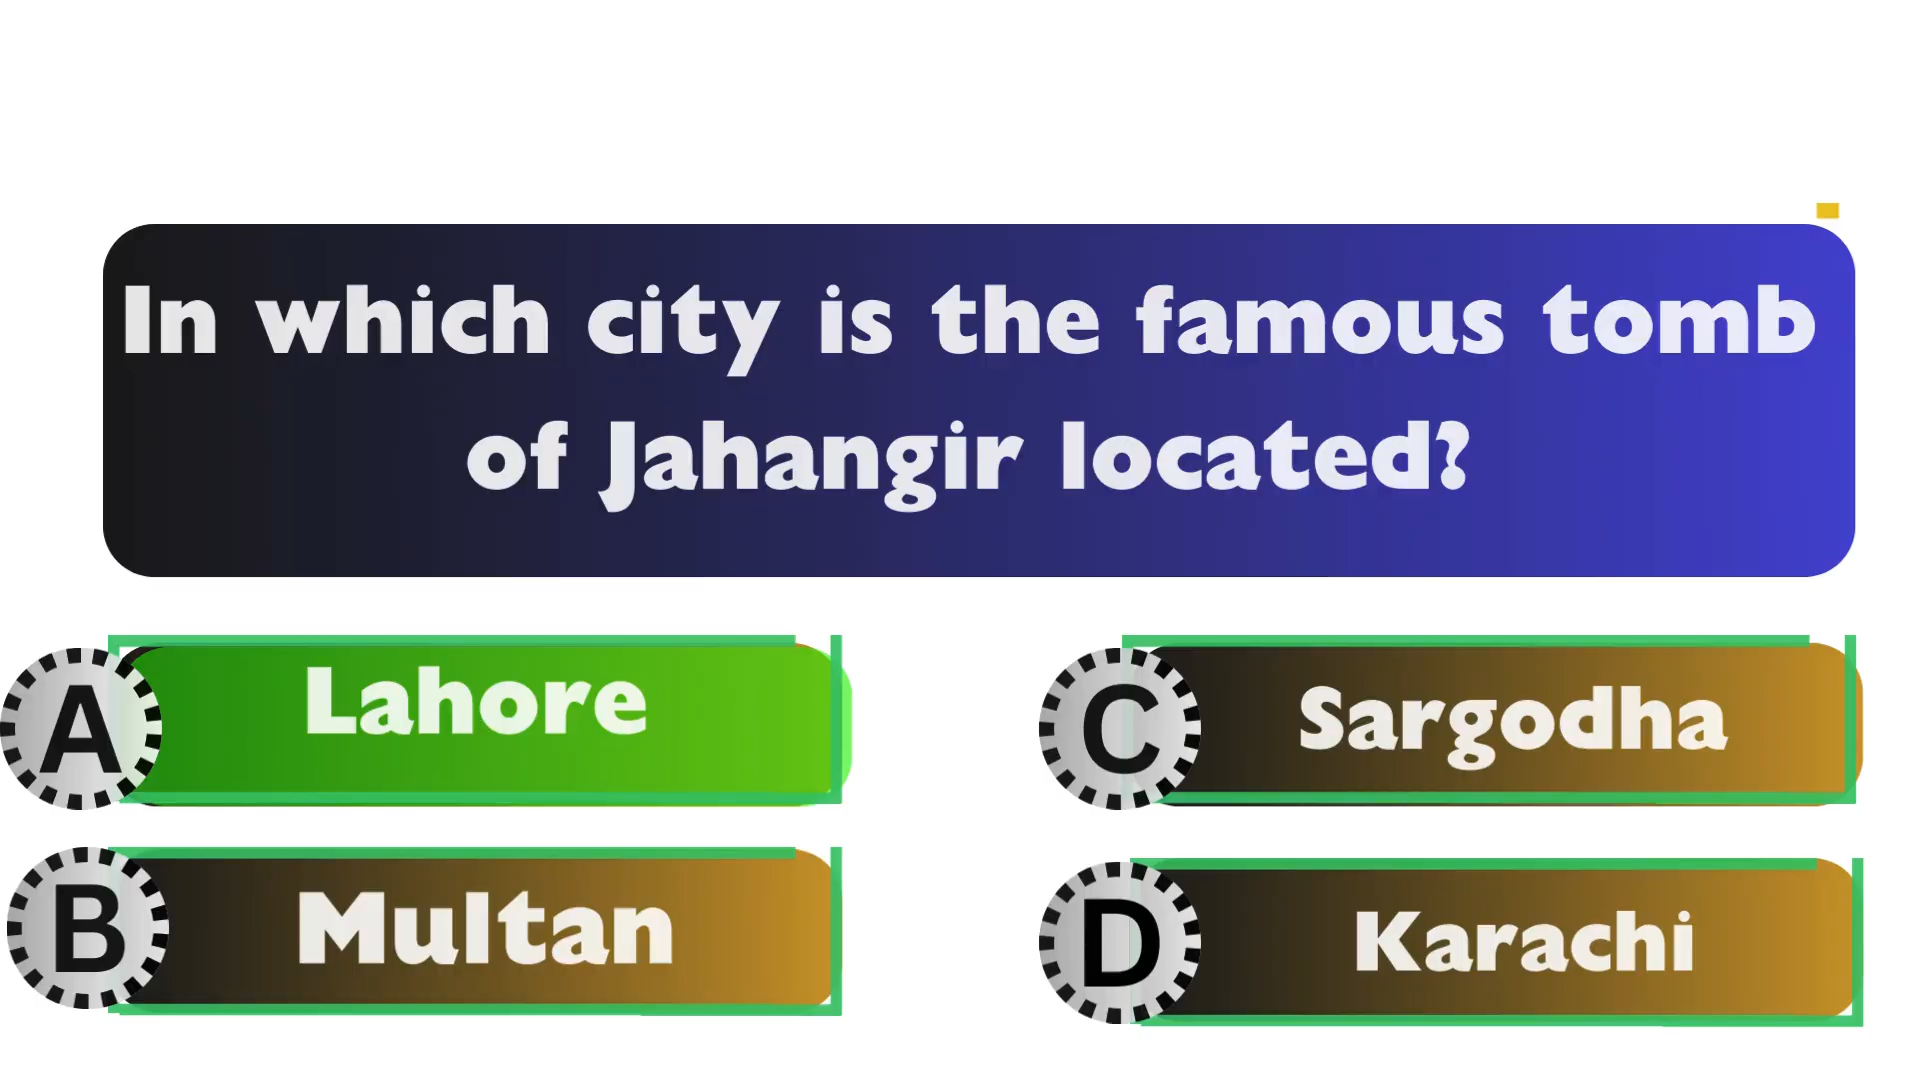 In which city is the famous tomb
of Jahangir located?
A Lahore
C Sargodha
B Multan
D Karachi